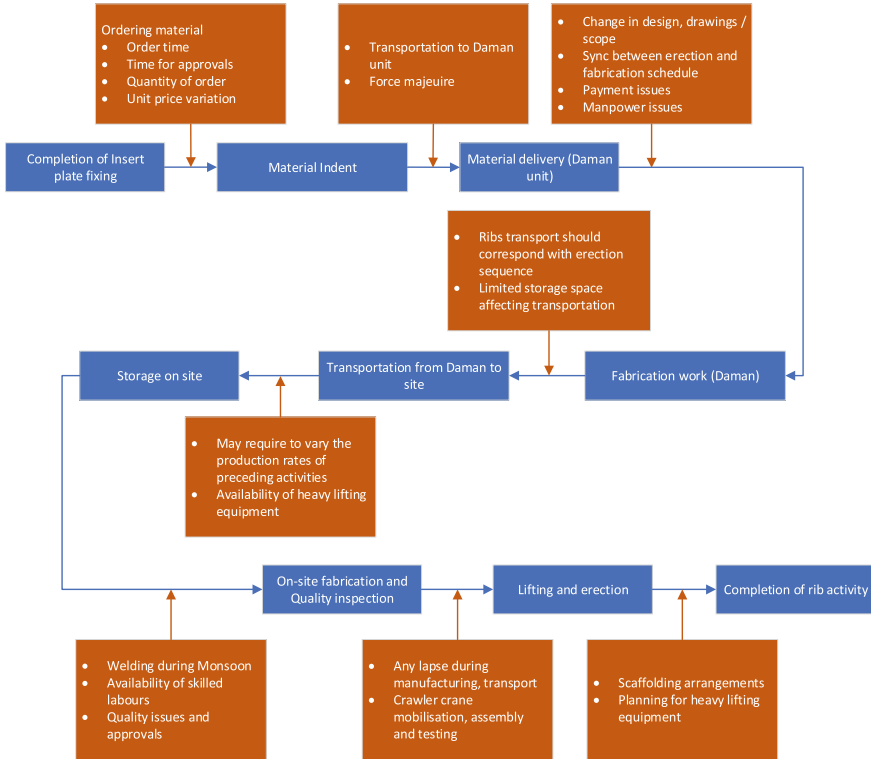 Ordering material
• Order time
• Time for approvals
• Quantity of order
• Unit price variation
• Transportation to Daman
unit
• Force majeuire
• Change in design, drawings /
scope
• Sync between erection and
fabrication schedule
• Payment issues
• Manpower issues
Completion of Insert
plate fixing
Material Indent
Material delivery (Daman
unit)
• Ribs transport should
correspond with erection
sequence
• Limited storage space
affecting transportation
Storage on site
Transportation from Daman to
site
Fabrication work (Daman)
• May require to vary the
production rates of
preceding activities
• Availability of heavy lifting
equipment
On-site fabrication and
Quality inspection
Lifting and erection
Completion of rib activity
• Welding during Monsoon
• Availability of skilled
labours
• Quality issues and
approvals
• Any lapse during
manufacturing, transport
• Crawler crane
mobilisation, assembly
and testing
• Scaffolding arrangements
• Planning for heavy lifting
equipment